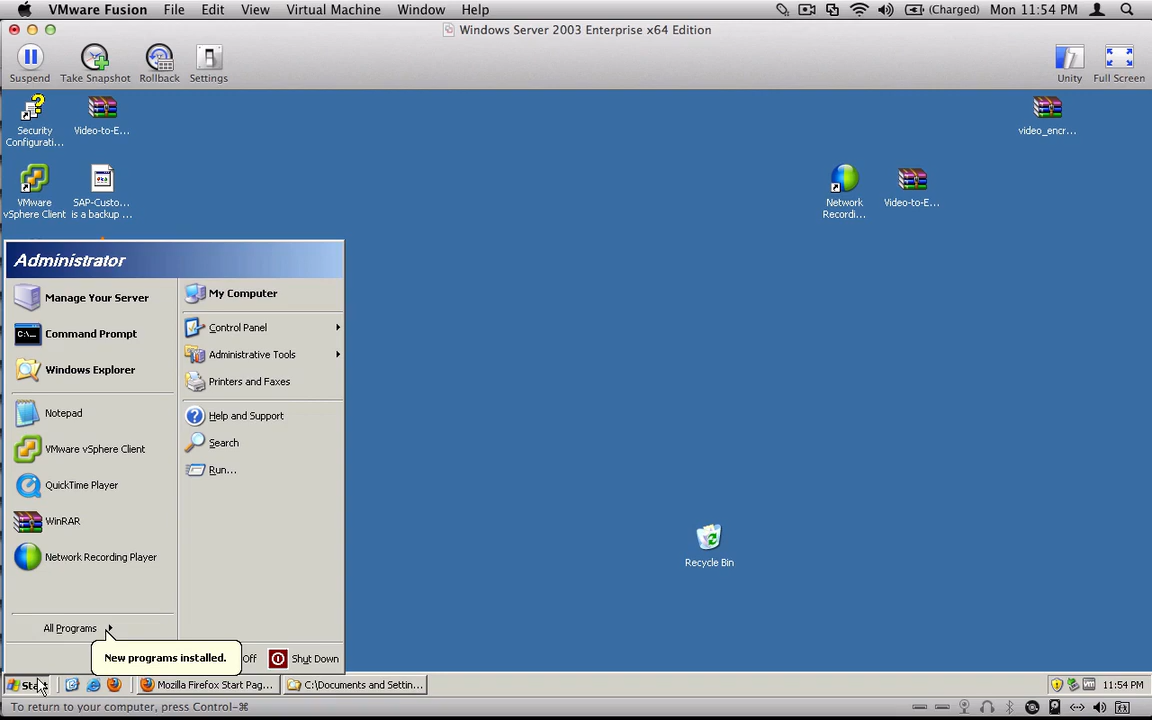 VMware Fusion File Edit View Virtual Machine Window Help (Charged) Mon 11:54 PM
Windows Server 2003 Enterprise x64 Edition
Suspend Take Snapshot Rollback Settings Unity Full Screen
Security
Configurati...
Video-to-E...
video_encr...
VMware
vSphere Client
SAP-Custo...
is a backup ...
Network
Recordi...
Video-to-E...
Administrator
Manage Your Server
Command Prompt
Windows Explorer
Notepad
VMware vSphere Client
QuickTime Player
WinRAR
Network Recording Player
All Programs
My Computer
Control Panel
Administrative Tools
Printers and Faxes
Help and Support
Search
Run...
New programs installed.
Off Shut Down
Recycle Bin
Mozilla Firefox Start Pag... C:\Documents and Settin... 11:54 PM
To return to your computer, press Control-⌘